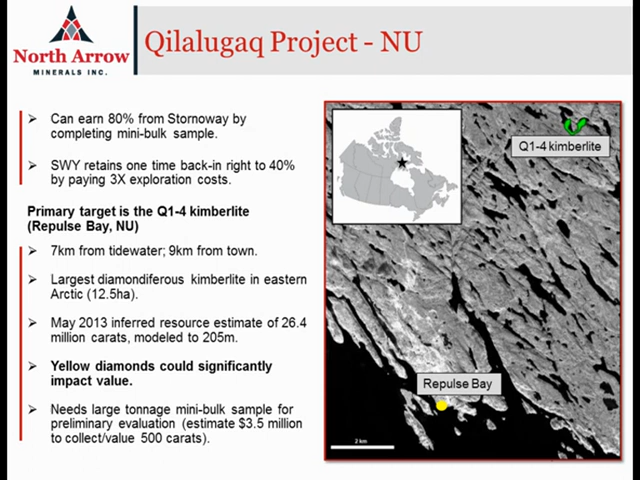 North Arrow
MINERALS INC.
Qilalugaq Project - NU
➢ Can earn 80% from Stornoway by
completing mini-bulk sample.
➢ SWY retains one time back-in right to 40%
by paying 3X exploration costs.
Primary target is the Q1-4 kimberlite
(Repulse Bay, NU)
➢ 7km from tidewater; 9km from town.
➢ Largest diamondiferous kimberlite in eastern
Arctic (12.5ha).
➢ May 2013 inferred resource estimate of 26.4
million carats, modeled to 205m.
➢ Yellow diamonds could significantly
impact value.
➢ Needs large tonnage mini-bulk sample for
preliminary evaluation (estimate $3.5 million
to collect/value 500 carats).
Q1-4 kimberlite
Repulse Bay
2 km